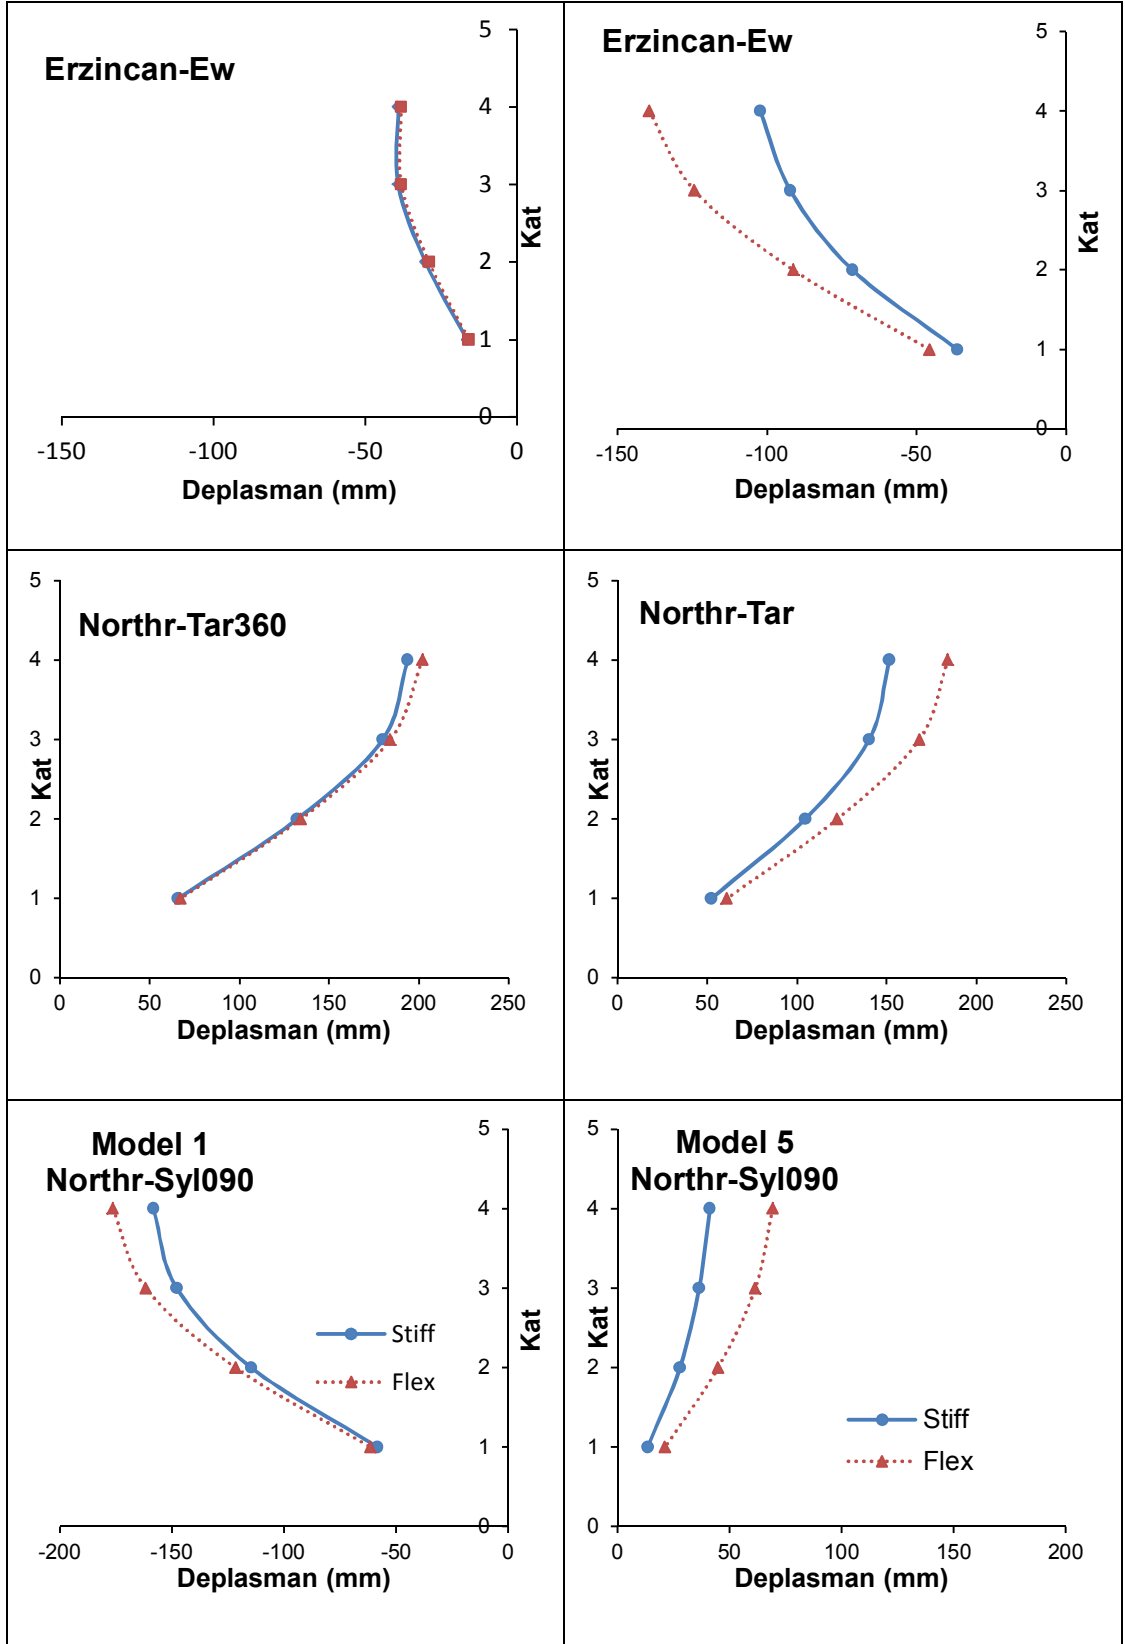 Erzincan-Ew
5
4
3
2
1
0
Kat
-150 -100 -50 0
Deplasman (mm)
Erzincan-Ew
5
4
3
2
1
0
Kat
-150 -100 -50 0
Deplasman (mm)
Northr-Tar360
5
4
3
2
1
0
Kat
0 50 100 150 200 250
Deplasman (mm)
Northr-Tar
5
4
3
2
1
0
Kat
0 50 100 150 200 250
Deplasman (mm)
Model 1
Northr-Syl090
5
4
3
2
1
0
Kat
Stiff
Flex
-200 -150 -100 -50 0
Deplasman (mm)
Model 5
Northr-Syl090
5
4
3
2
1
0
Kat
Stiff
Flex
0 50 100 150 200
Deplasman (mm)